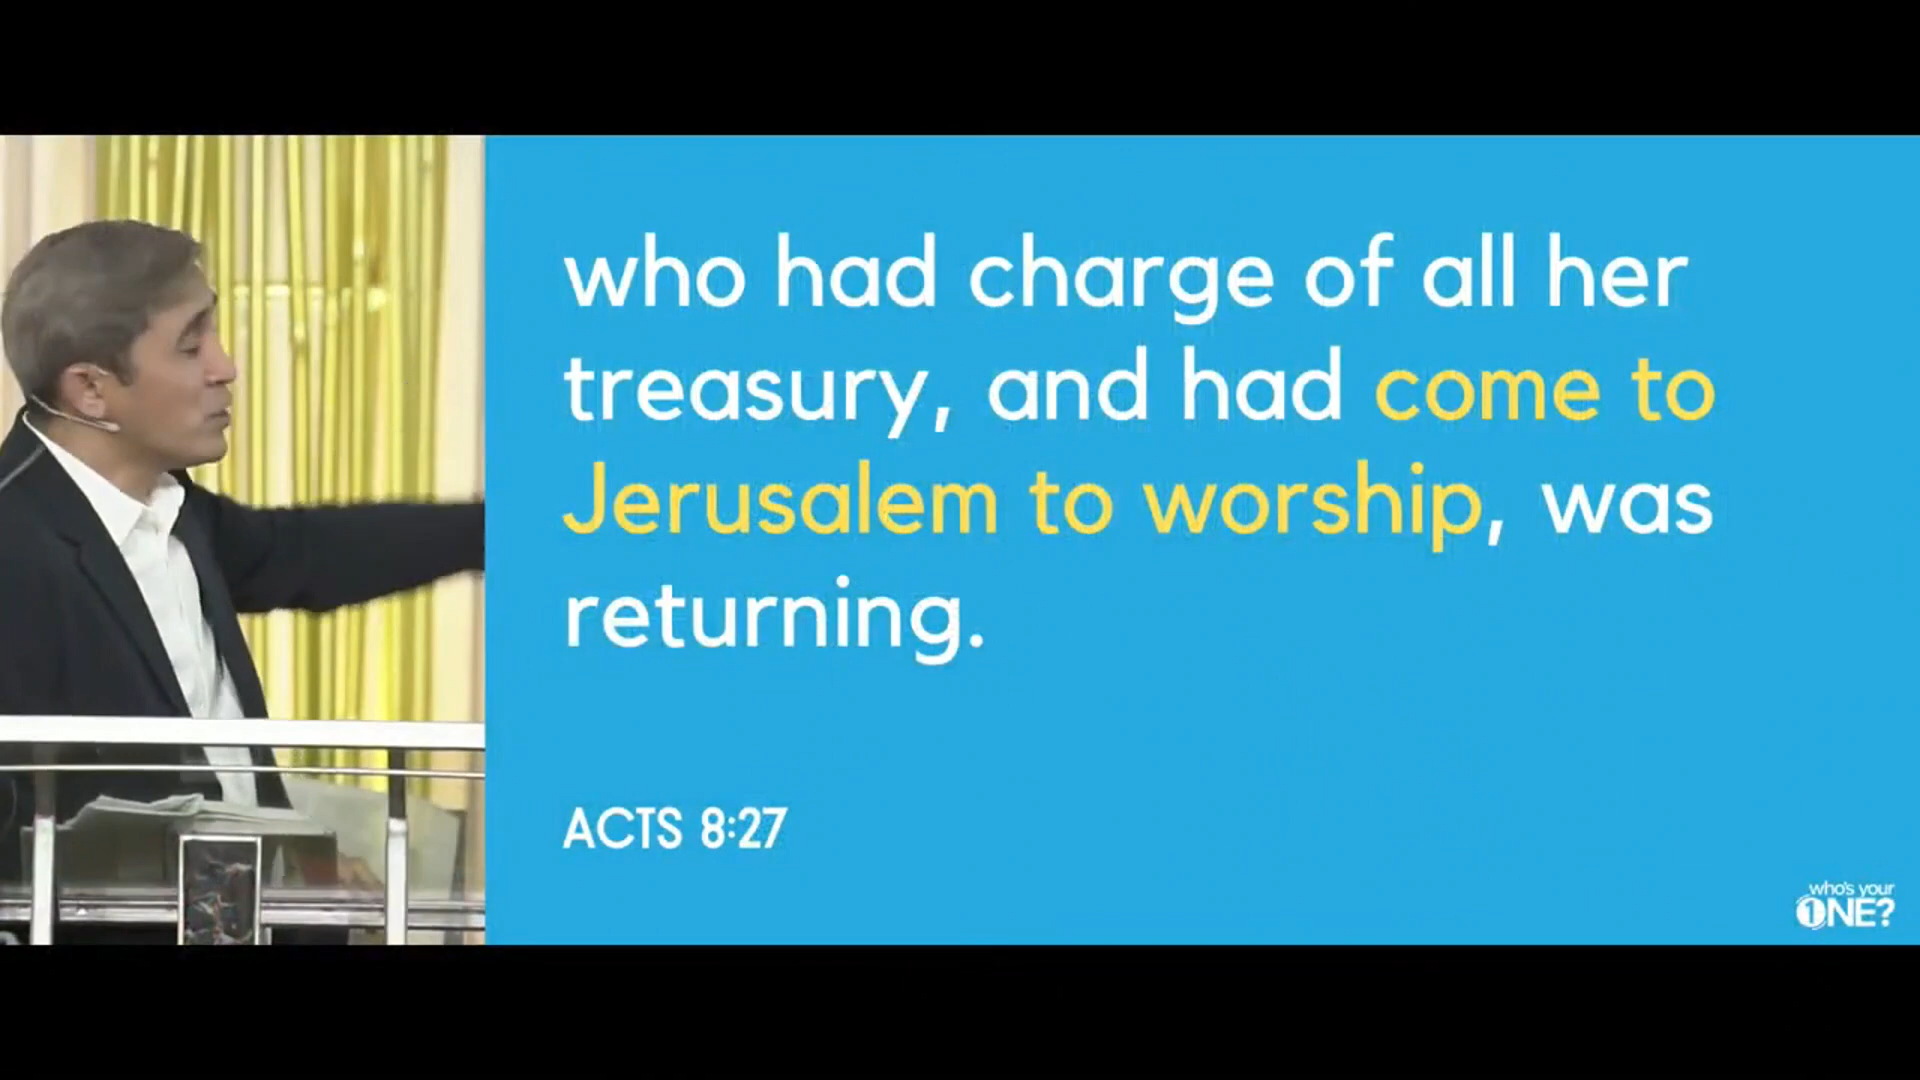 who had charge of all her
treasury, and had come to
Jerusalem to worship, was
returning.
ACTS 8:27
who's your
ONE?